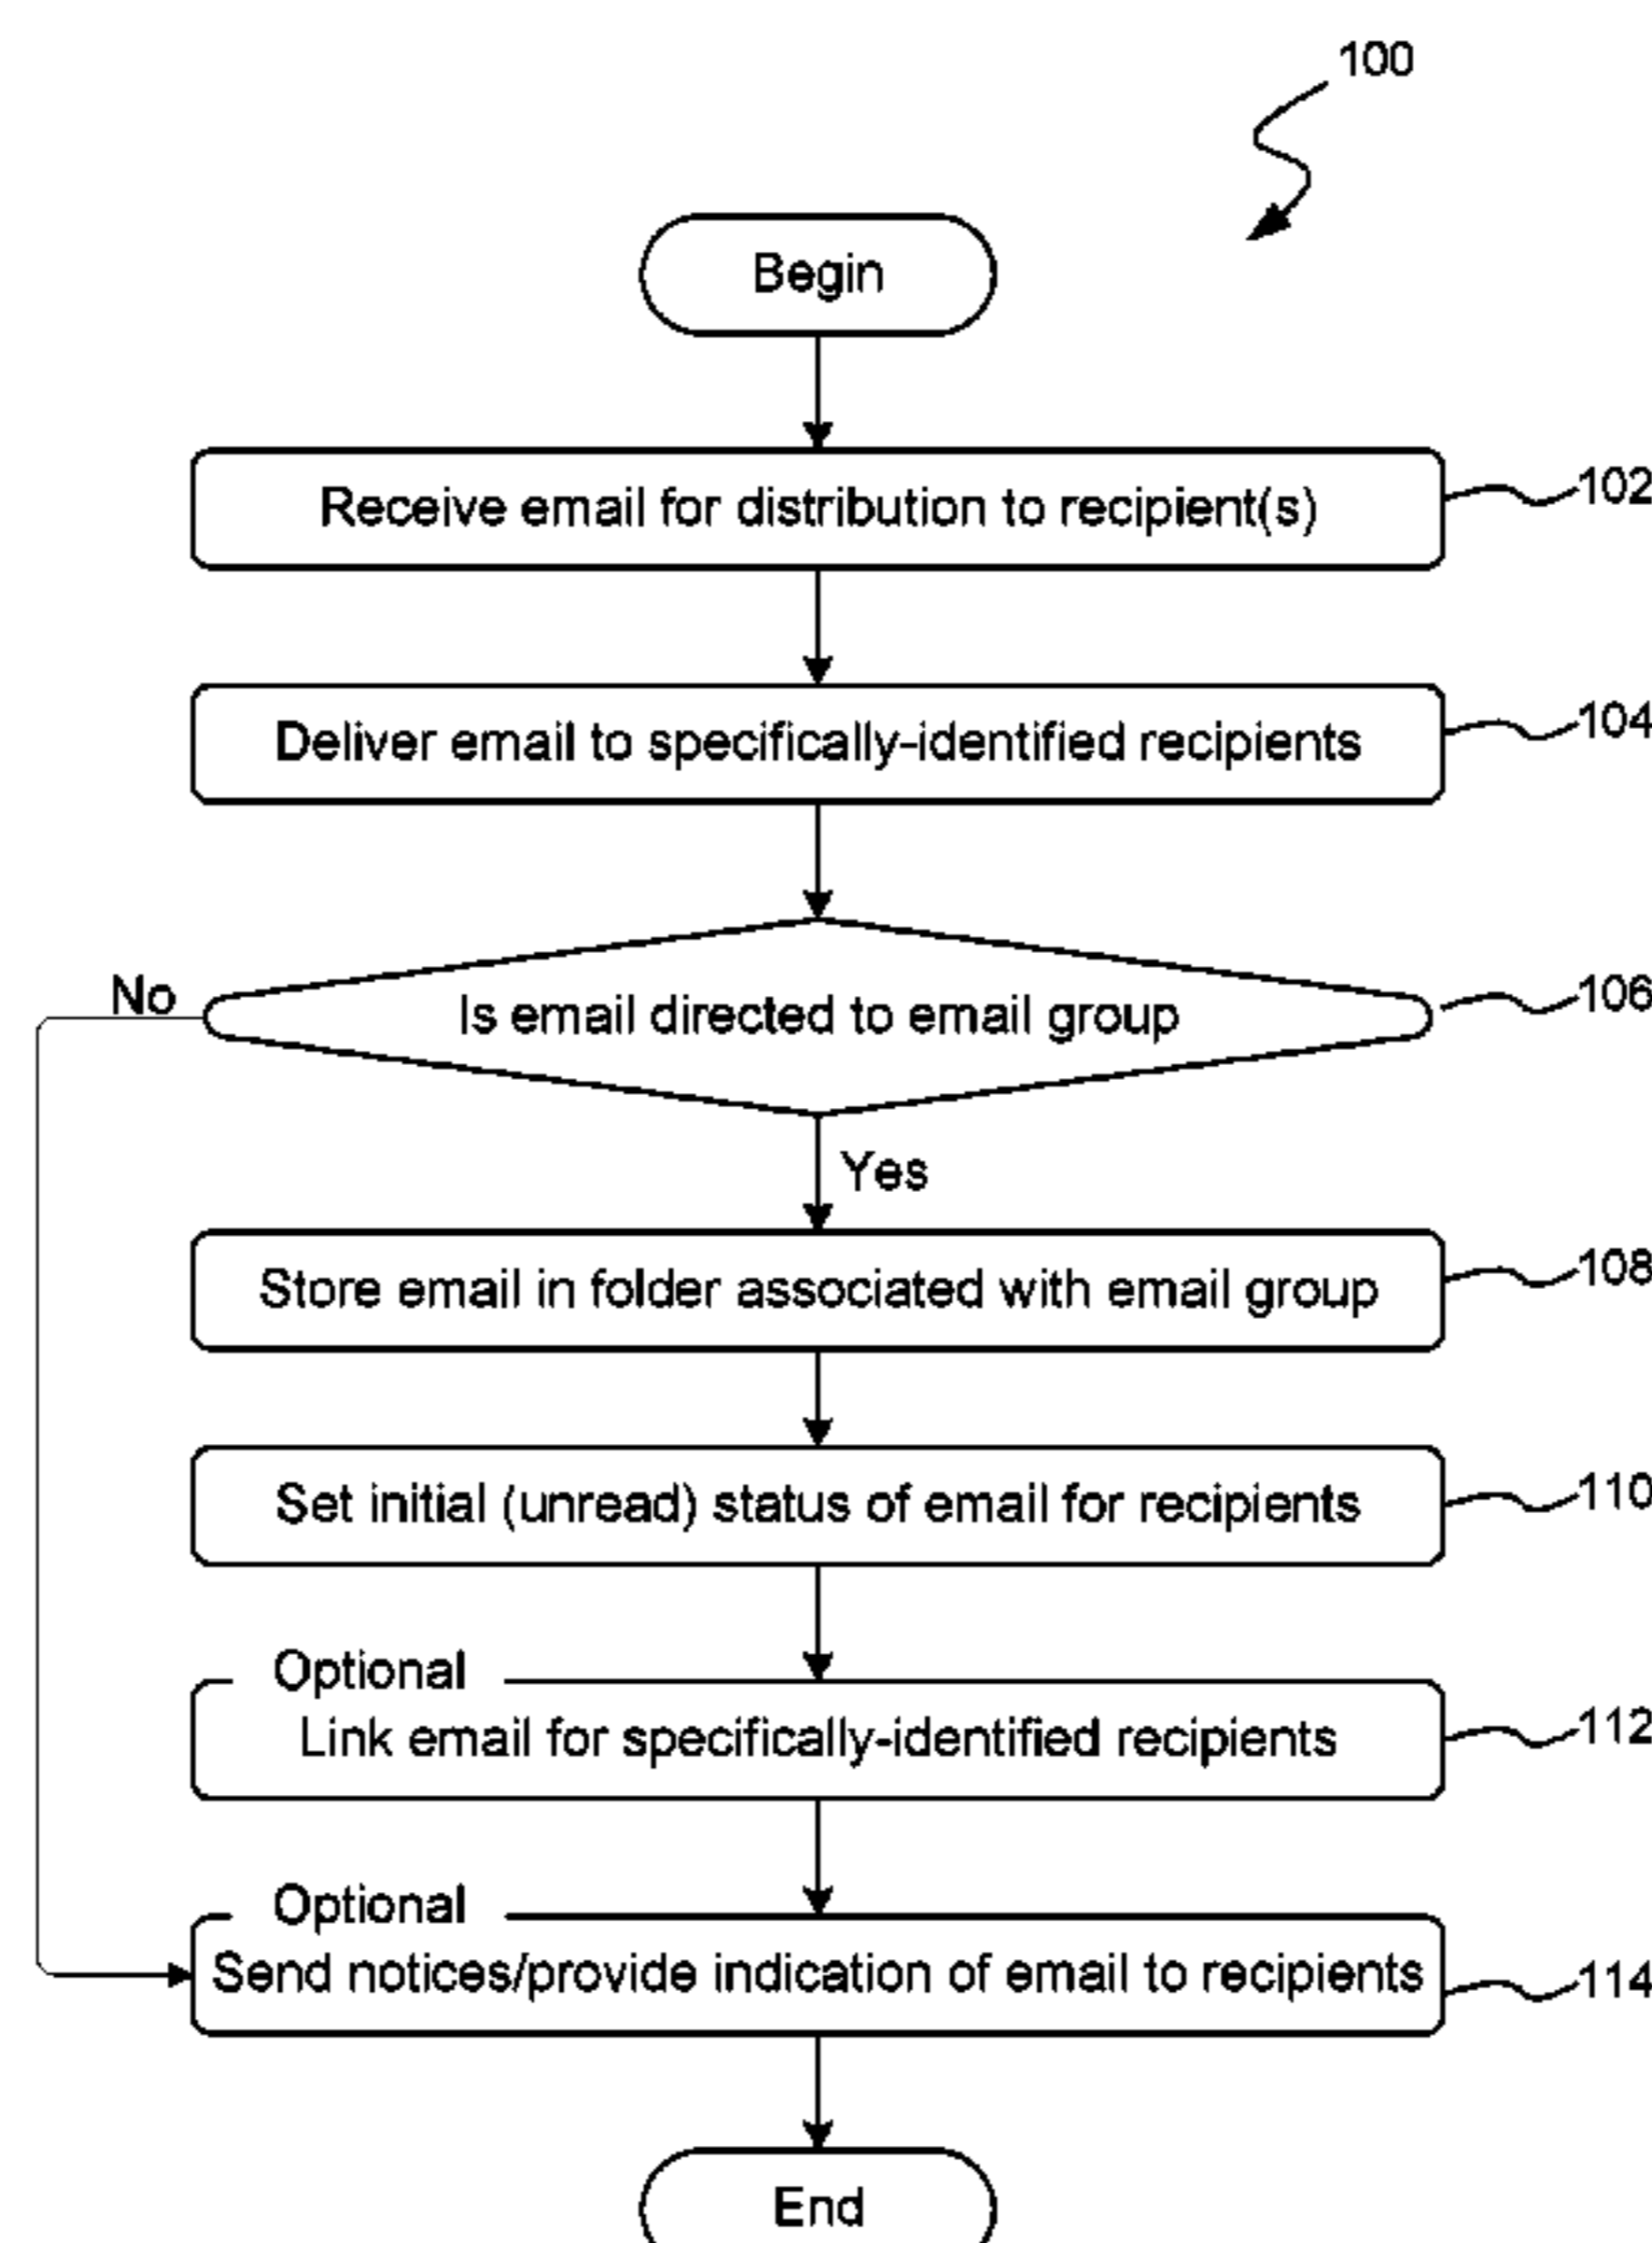 100
Begin
Receive email for distribution to recipient(s)
102
Deliver email to specifically-identified recipients
104
No
Is email directed to email group
106
Yes
Store email in folder associated with email group
108
Set initial (unread) status of email for recipients
110
Optional
Link email for specifically-identified recipients
112
Optional
Send notices/provide indication of email to recipients
114
End